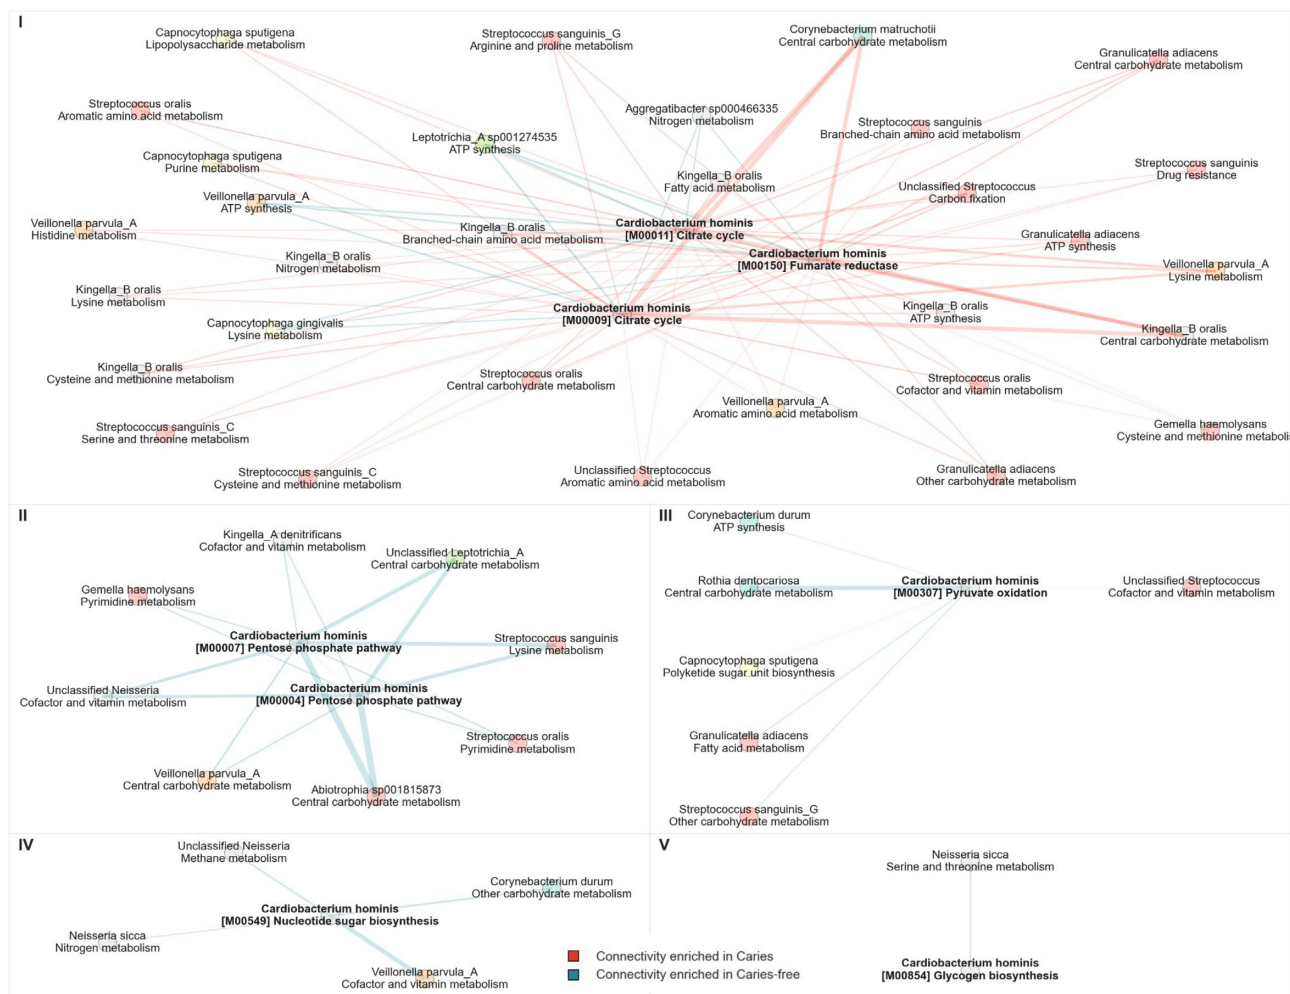 I
Capnocytophaga sputigena
Lipopolysaccharide metabolism
Streptococcus sanguinis_G
Arginine and proline metabolism
Corynebacterium matruchotii
Central carbohydrate metabolism
Granulicatella adiacens
Central carbohydrate metabolism
Streptococcus oralis
Aromatic amino acid metabolism
Leptotrichia_A sp001274535
ATP synthesis
Aggregatibacter sp000466335
Nitrogen metabolism
Streptococcus sanguinis
Branched-chain amino acid metabolism
Capnocytophaga sputigena
Purine metabolism
Kingella_B oralis
Fatty acid metabolism
Unclassified Streptococcus
Carbon fixation
Streptococcus sanguinis
Drug resistance
Veillonella parvula_A
ATP synthesis
Veillonella parvula_A
Histidine metabolism
Kingella_B oralis
Branched-chain amino acid metabolism
Cardiobacterium hominis
[M00011] Citrate cycle
Granulicatella adiacens
ATP synthesis
Kingella_B oralis
Nitrogen metabolism
Cardiobacterium hominis
[M00150] Fumarate reductase
Veillonella parvula_A
Lysine metabolism
Kingella_B oralis
Lysine metabolism
Cardiobacterium hominis
[M00009] Citrate cycle
Kingella_B oralis
ATP synthesis
Capnocytophaga gingivalis
Lysine metabolism
Kingella_B oralis
Central carbohydrate metabolism
Kingella_B oralis
Cysteine and methionine metabolism
Streptococcus oralis
Central carbohydrate metabolism
Streptococcus oralis
Cofactor and vitamin metabolism
Veillonella parvula_A
Aromatic amino acid metabolism
Streptococcus sanguinis_C
Serine and threonine metabolism
Gemella haemolysans
Cysteine and methionine metaboli
Streptococcus sanguinis_C
Cysteine and methionine metabolism
Unclassified Streptococcus
Aromatic amino acid metabolism
Granulicatella adiacens
Other carbohydrate metabolism
II
Kingella_A denitrificans
Cofactor and vitamin metabolism
Unclassified Leptotrichia_A
Central carbohydrate metabolism
Gemella haemolysans
Pyrimidine metabolism
Cardiobacterium hominis
[M00007] Pentose phosphate pathway
Streptococcus sanguinis
Lysine metabolism
Unclassified Neisseria
Cofactor and vitamin metabolism
Cardiobacterium hominis
[M00004] Pentose phosphate pathway
Streptococcus oralis
Pyrimidine metabolism
Veillonella parvula_A
Central carbohydrate metabolism
Abiotrophia sp001815873
Central carbohydrate metabolism
III
Corynebacterium durum
ATP synthesis
Rothia dentocariosa
Central carbohydrate metabolism
Cardiobacterium hominis
[M00307] Pyruvate oxidation
Unclassified Streptococcus
Cofactor and vitamin metabolism
Capnocytophaga sputigena
Polyketide sugar unit biosynthesis
Granulicatella adiacens
Fatty acid metabolism
Streptococcus sanguinis_G
Other carbohydrate metabolism
IV
Unclassified Neisseria
Methane metabolism
Corynebacterium durum
Other carbohydrate metabolism
Cardiobacterium hominis
[M00549] Nucleotide sugar biosynthesis
Neisseria sicca
Nitrogen metabolism
Veillonella parvula_A
Cofactor and vitamin metabolism
V
Neisseria sicca
Serine and threonine metabolism
Cardiobacterium hominis
[M00854] Glycogen biosynthesis
Connectivity enriched in Caries
Connectivity enriched in Caries-free